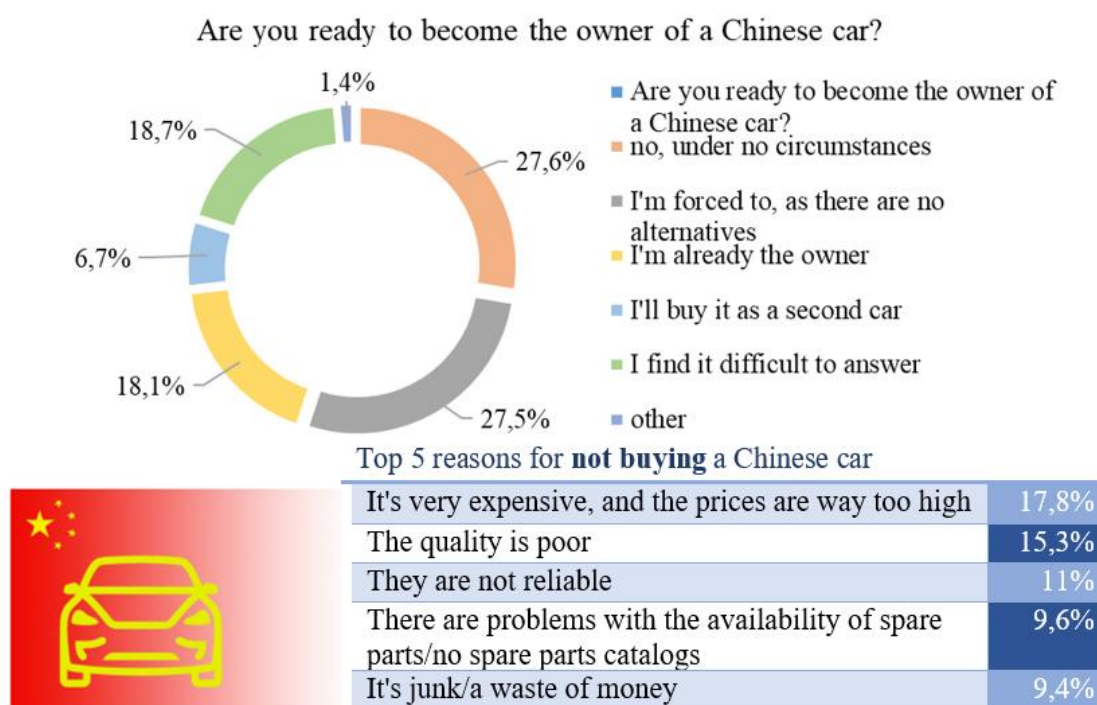 Are you ready to become the owner of a Chinese car?
1,4%
18,7%
27,6%
6,7%
18,1%
27,5%
Are you ready to become the owner of
a Chinese car?
no, under no circumstances
I'm forced to, as there are no
alternatives
I'm already the owner
I'll buy it as a second car
I find it difficult to answer
other
Top 5 reasons for not buying a Chinese car
It's very expensive, and the prices are way too high 17,8%
The quality is poor 15,3%
They are not reliable 11%
There are problems with the availability of spare 9,6%
parts/no spare parts catalogs
It's junk/a waste of money 9,4%